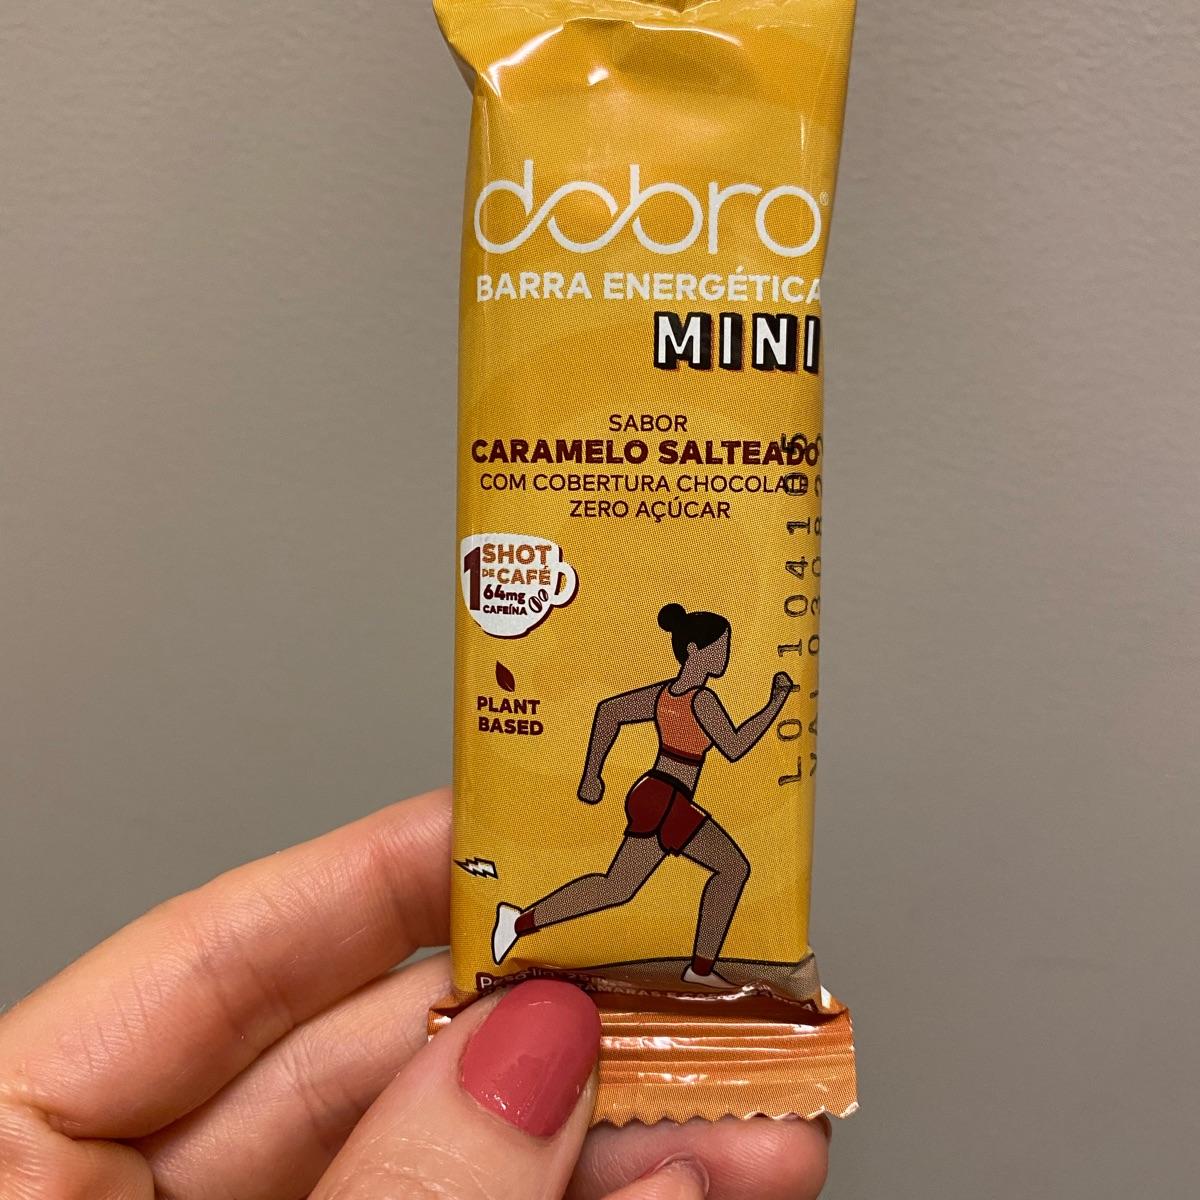 dobro®
BARRA ENERGÉTICA
MINI
SABOR
CARAMELO SALTEADO
COM COBERTURA CHOCOLATE
ZERO AÇÚCAR
1 SHOT
DE CAFÉ
64mg
CAFEÍNA
PLANT
BASED